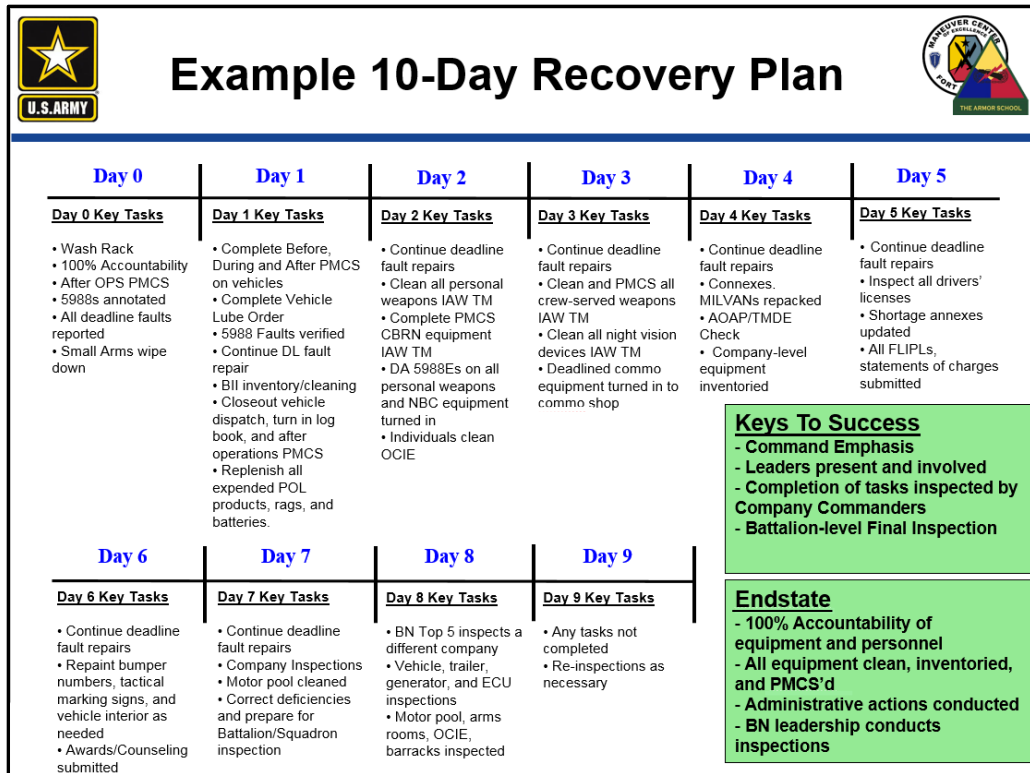 U.S.ARMY
Example 10-Day Recovery Plan
MANEUVER CENTER
OF EXCELLENCE
FORT
THE ARMOR SCHOOL
Day 0
Day 0 Key Tasks
• Wash Rack
• 100% Accountability
• After OPS PMCS
• 5988s annotated
• All deadline faults
reported
• Small Arms wipe
down
Day 1
Day 1 Key Tasks
• Complete Before,
During and After PMCS
on vehicles
• Complete Vehicle
Lube Order
• 5988 Faults verified
• Continue DL fault
repair
• BII inventory/cleaning
• Closeout vehicle
dispatch, turn in log
book, and after
operations PMCS
• Replenish all
expended POL
products, rags, and
batteries.
Day 2
Day 2 Key Tasks
• Continue deadline
fault repairs
• Clean all personal
weapons IAW TM
• Complete PMCS
CBRN equipment
IAW TM
• DA 5988Es on all
personal weapons
and NBC equipment
turned in
• Individuals clean
OCIE
Day 3
Day 3 Key Tasks
• Continue deadline
fault repairs
• Clean and PMCS all
crew-served weapons
IAW TM
• Clean all night vision
devices IAW TM
• Deadlined commo
equipment turned in to
commo shop
Day 4
Day 4 Key Tasks
• Continue deadline
fault repairs
• Connexes.
MILVANs repacked
• AOAP/TMDE
Check
• Company-level
equipment
inventoried
Day 5
Day 5 Key Tasks
• Continue deadline
fault repairs
• Inspect all drivers'
licenses
• Shortage annexes
updated
• All FLIPLs,
statements of charges
submitted
Keys To Success
- Command Emphasis
- Leaders present and involved
- Completion of tasks inspected by
Company Commanders
- Battalion-level Final Inspection
Day 6
Day 6 Key Tasks
• Continue deadline
fault repairs
• Repaint bumper
numbers, tactical
marking signs, and
vehicle interior as
needed
• Awards/Counseling
submitted
Day 7
Day 7 Key Tasks
• Continue deadline
fault repairs
• Company Inspections
• Motor pool cleaned
• Correct deficiencies
and prepare for
Battalion/Squadron
inspection
Day 8
Day 8 Key Tasks
• BN Top 5 inspects a
different company
• Vehicle, trailer,
generator, and ECU
inspections
• Motor pool, arms
rooms, OCIE,
barracks inspected
Day 9
Day 9 Key Tasks
• Any tasks not
completed
• Re-inspections as
necessary
Endstate
- 100% Accountability of
equipment and personnel
- All equipment clean, inventoried,
and PMCS'd
- Administrative actions conducted
- BN leadership conducts
inspections